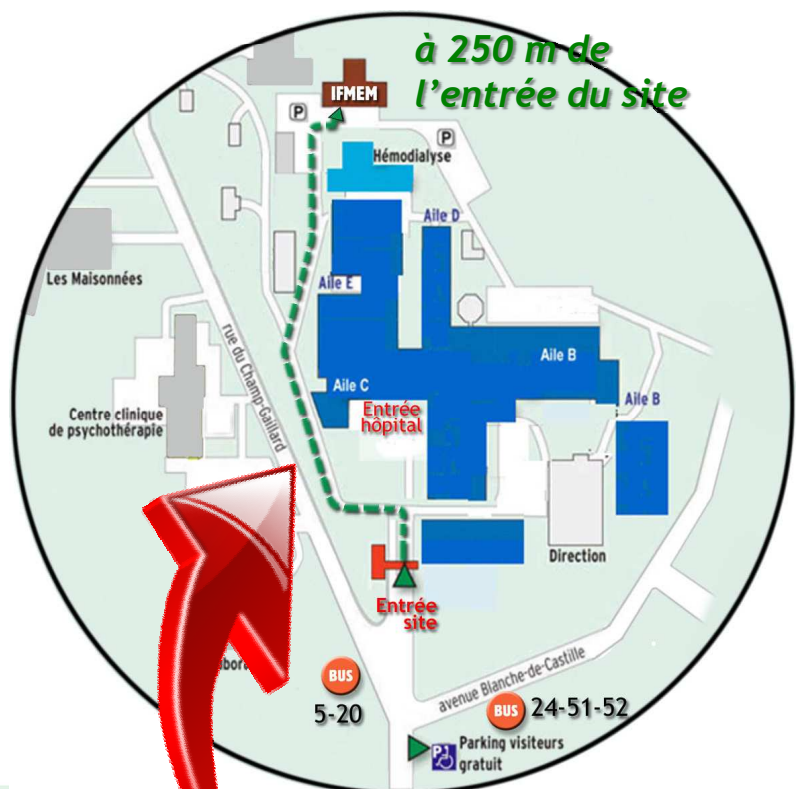 à 250 m de
l'entrée du site
IFMEM
P
P
Hémodialyse
Aile D
Les Maisonnées
Aile E
rue du Champ-Gaillard
Aile B
Aile C
Aile B
Entrée
hôpital
Centre clinique
de psychothérapie
Direction
Entrée
site
BUS
5-20
avenue Blanche-de-Castille
BUS
24-51-52
P
Parking visiteurs
gratuit